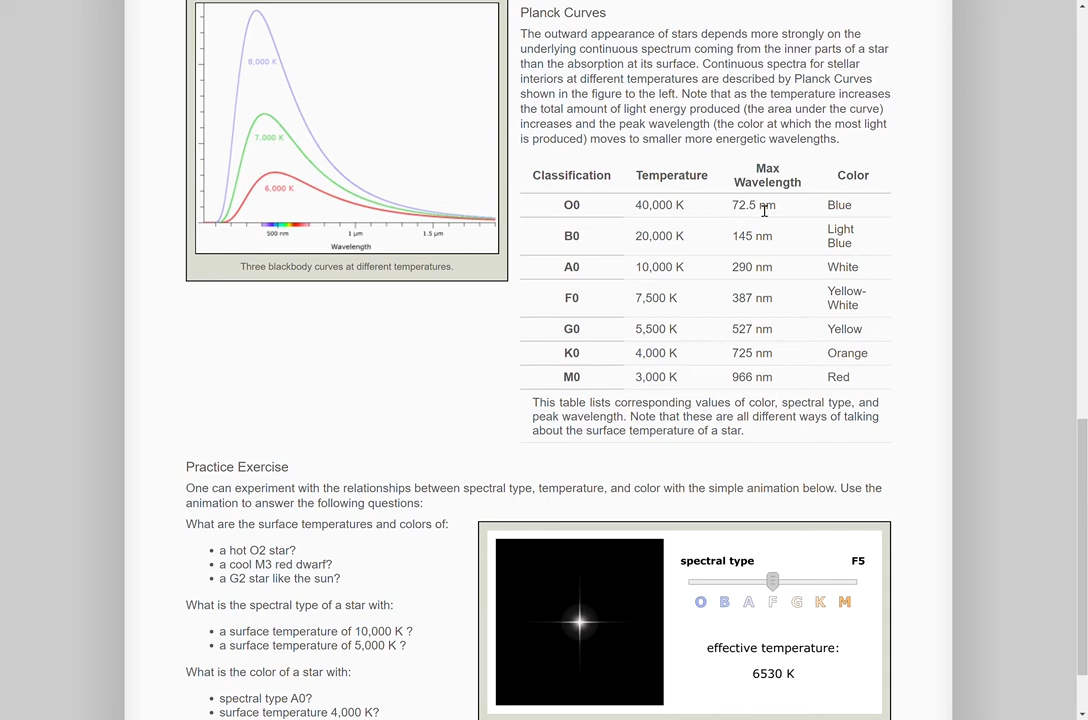 8,000 K
7,000 K
6,000 K
500 nm
1 μm
1.5 μm
Wavelength
Three blackbody curves at different temperatures.
Planck Curves
The outward appearance of stars depends more strongly on the
underlying continuous spectrum coming from the inner parts of a star
than the absorption at its surface. Continuous spectra for stellar
interiors at different temperatures are described by Planck Curves
shown in the figure to the left. Note that as the temperature increases
the total amount of light energy produced (the area under the curve)
increases and the peak wavelength (the color at which the most light
is produced) moves to smaller more energetic wavelengths.
Classification Temperature Max Wavelength Color
O0 40,000 K 72.5 nm Blue
B0 20,000 K 145 nm Light Blue
A0 10,000 K 290 nm White
F0 7,500 K 387 nm Yellow-White
G0 5,500 K 527 nm Yellow
K0 4,000 K 725 nm Orange
M0 3,000 K 966 nm Red
This table lists corresponding values of color, spectral type, and
peak wavelength. Note that these are all different ways of talking
about the surface temperature of a star.
Practice Exercise
One can experiment with the relationships between spectral type, temperature, and color with the simple animation below. Use the
animation to answer the following questions:
What are the surface temperatures and colors of:
• a hot O2 star?
• a cool M3 red dwarf?
• a G2 star like the sun?
What is the spectral type of a star with:
• a surface temperature of 10,000 K ?
• a surface temperature of 5,000 K ?
What is the color of a star with:
• spectral type A0?
• surface temperature 4,000 K?
spectral type F5
O B A F G K M
effective temperature:
6530 K